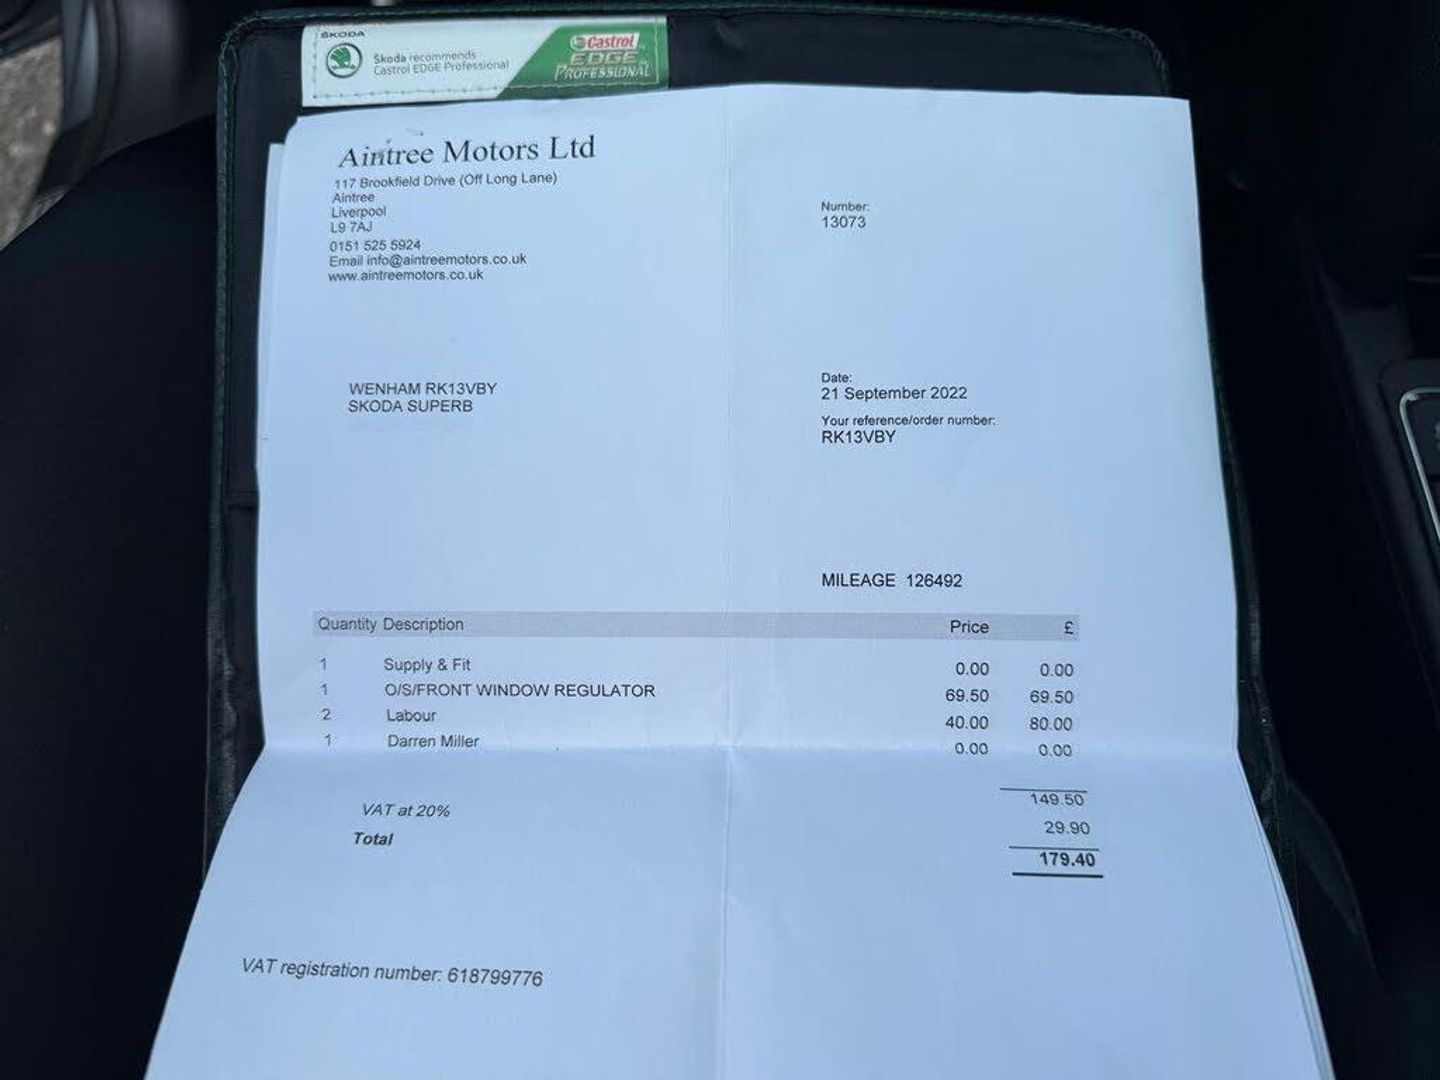 ŠKODA
Škoda recommends
Castrol EDGE Professional
Castrol
EDGE
PROFESSIONAL
Aintree Motors Ltd
117 Brookfield Drive (Off Long Lane)
Aintree
Liverpool
L9 7AJ
0151 525 5924
Email info@aintreemotors.co.uk
www.aintreemotors.co.uk
Number:
13073
WENHAM RK13VBY
SKODA SUPERB
Date:
21 September 2022
Your reference/order number:
RK13VBY
MILEAGE 126492
Quantity Description Price £
1 Supply & Fit 0.00 0.00
1 O/S/FRONT WINDOW REGULATOR 69.50 69.50
2 Labour 40.00 80.00
1 Darren Miller 0.00 0.00
149.50
VAT at 20% 29.90
Total 179.40
VAT registration number: 618799776